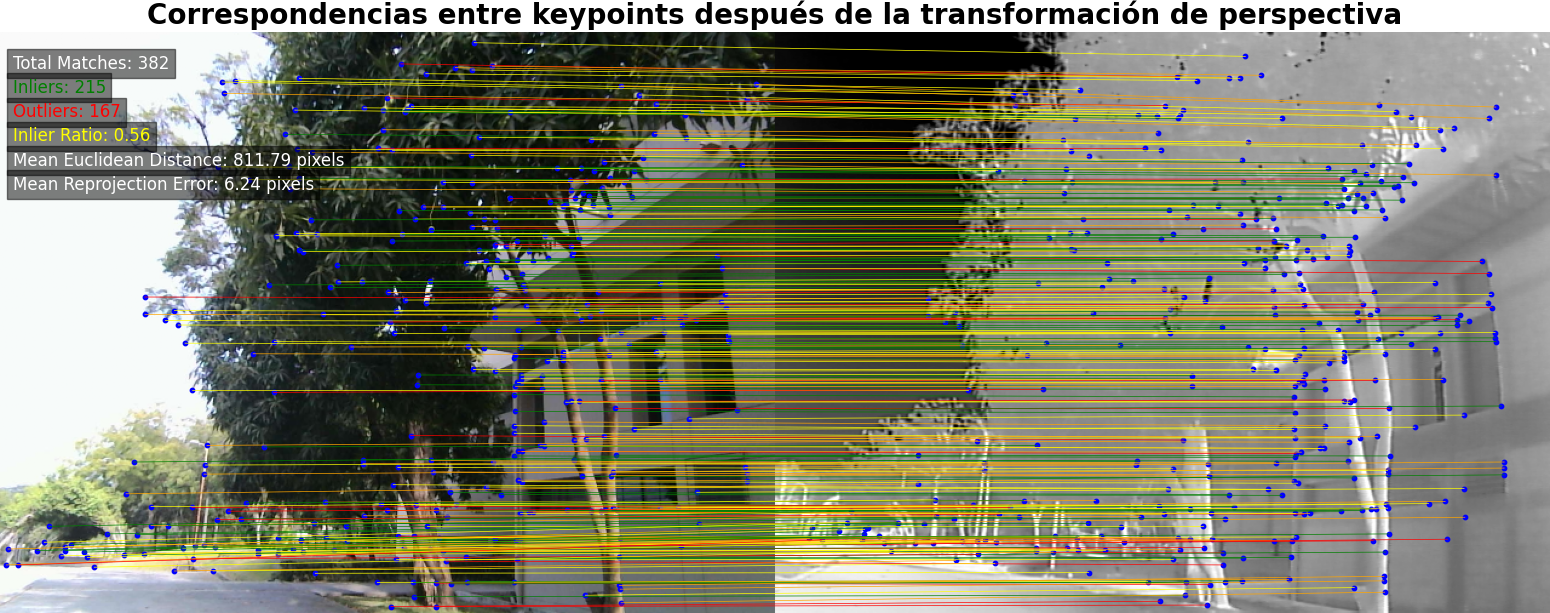 Correspondencias entre keypoints después de la transformación de perspectiva
Total Matches: 382
Inliers: 215
Outliers: 167
Inlier Ratio: 0.56
Mean Euclidean Distance: 811.79 pixels
Mean Reprojection Error: 6.24 pixels